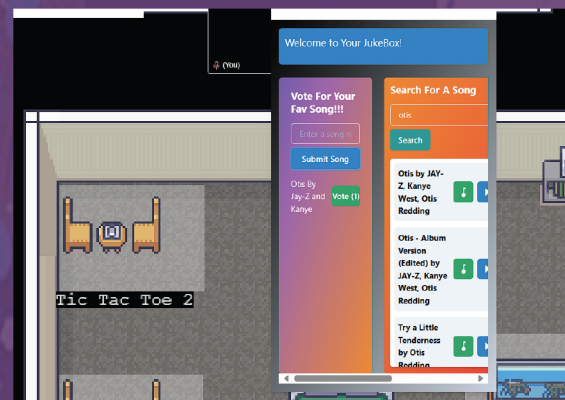 (You)
Welcome to Your JukeBox!
Vote For Your
Fav Song!!!
Enter a song n
Submit Song
Otis By
Jay-Z and
Kanye
Vote (1)
Search For A Song
otis
Search
Otis by JAY-
Z, Kanye
West, Otis
Redding
Otis - Album
Version
(Edited) by
JAY-Z, Kanye
West, Otis
Redding
Try a Little
Tenderness
by Otis
Redding
Tic Tac Toe 2